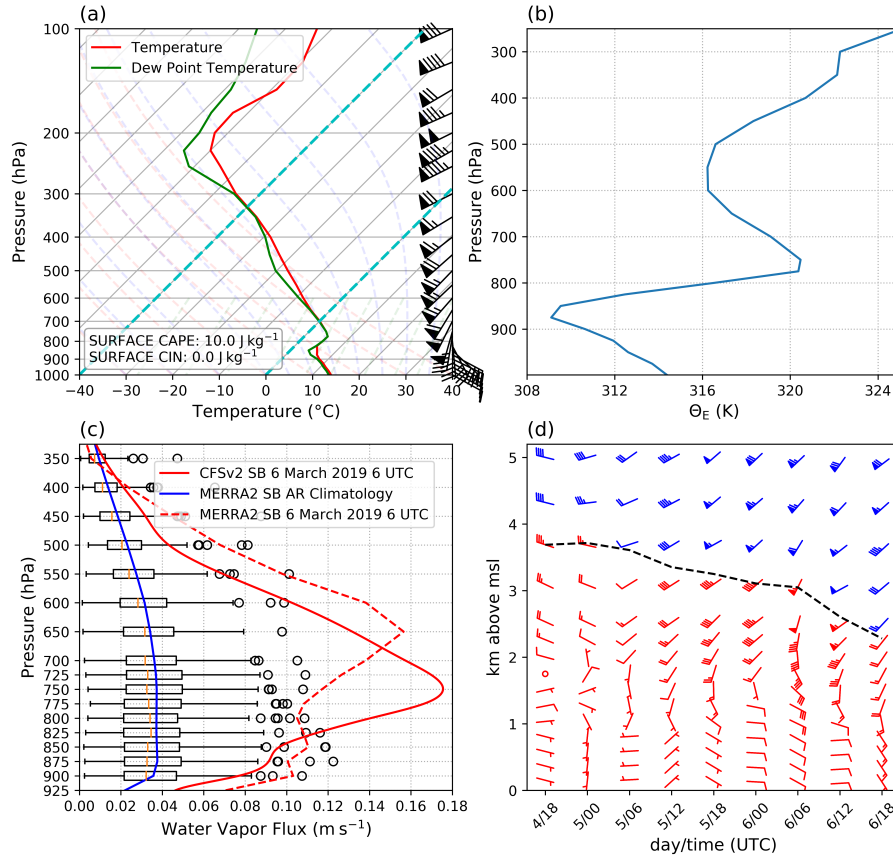 (a)
100
200
300
400
500
600
700
800
900
1000
Pressure (hPa)
Temperature
Dew Point Temperature
SURFACE CAPE: 10.0 J kg−1
SURFACE CIN: 0.0 J kg−1
−40 −30 −20 −10 0 10 20 30 40
Temperature (°C)
(b)
300
400
500
600
700
800
900
Pressure (hPa)
308 312 316 320 324
ΘE (K)
(c)
350
400
450
500
550
600
650
700
725
750
775
800
825
850
875
900
925
Pressure (hPa)
CFSv2 SB 6 March 2019 6 UTC
MERRA2 SB AR Climatology
MERRA2 SB 6 March 2019 6 UTC
0.00 0.02 0.04 0.06 0.08 0.10 0.12 0.14 0.16 0.18
Water Vapor Flux (m s−1)
(d)
5
4
3
2
1
0
km above msl
4/18 5/00 5/06 5/12 5/18 6/00 6/06 6/12 6/18
day/time (UTC)